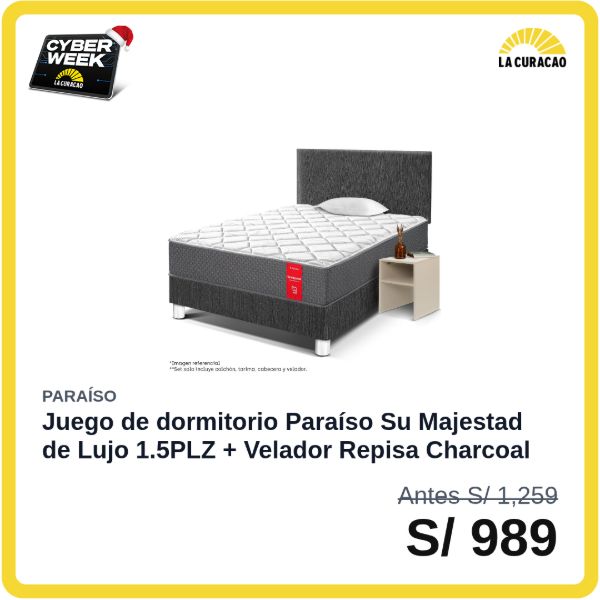 CYBER
WEEK
LA CURACAO
LA CURACAO
*Imagen referencial
**Set sólo incluye colchón, tarima, cabecera y velador.
PARAÍSO
Juego de dormitorio Paraíso Su Majestad
de Lujo 1.5PLZ + Velador Repisa Charcoal
Antes S/ 1,259
S/ 989